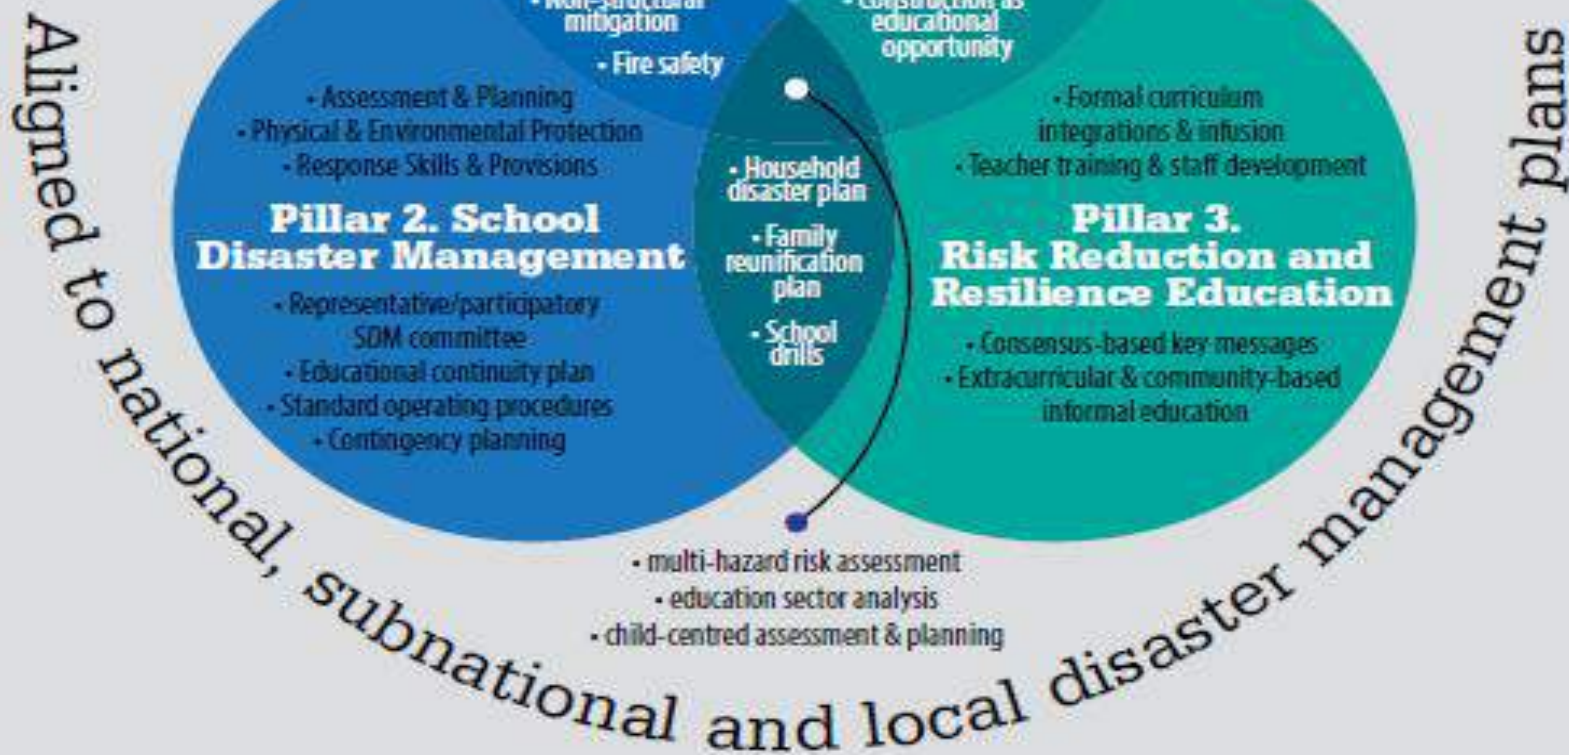 • Non-structural
mitigation
• Fire safety
• Construction as
educational
opportunity
• Assessment & Planning
• Physical & Environmental Protection
• Response Skills & Provisions
Pillar 2. School
Disaster Management
• Representative/participatory
SDM committee
• Educational continuity plan
• Standard operating procedures
• Contingency planning
• Household
disaster plan
• Family
reunification
plan
• School
drills
• Formal curriculum
integrations & infusion
• Teacher training & staff development
Pillar 3.
Risk Reduction and
Resilience Education
• Consensus-based key messages
• Extracurricular & community-based
informal education
• multi-hazard risk assessment
• education sector analysis
• child-centred assessment & planning
Aligned to national, subnational and local disaster management plans